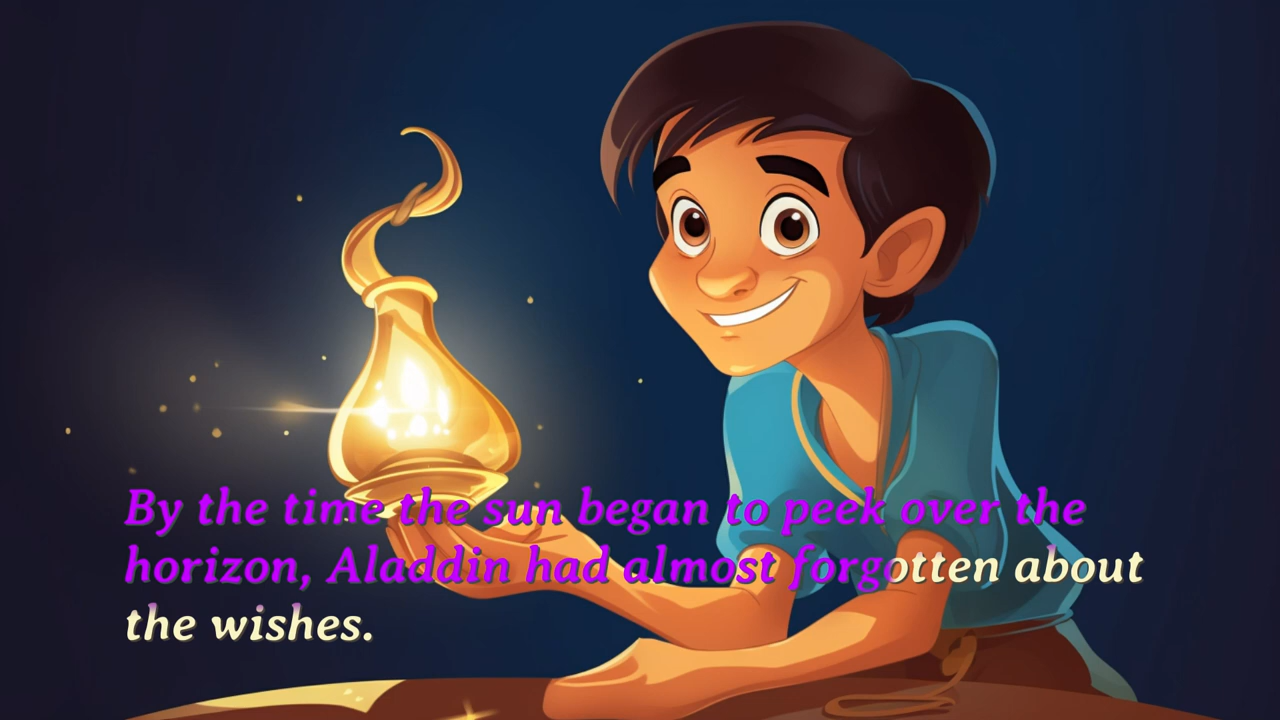 By the time the sun began to peek over the
horizon, Aladdin had almost forgotten about
the wishes.